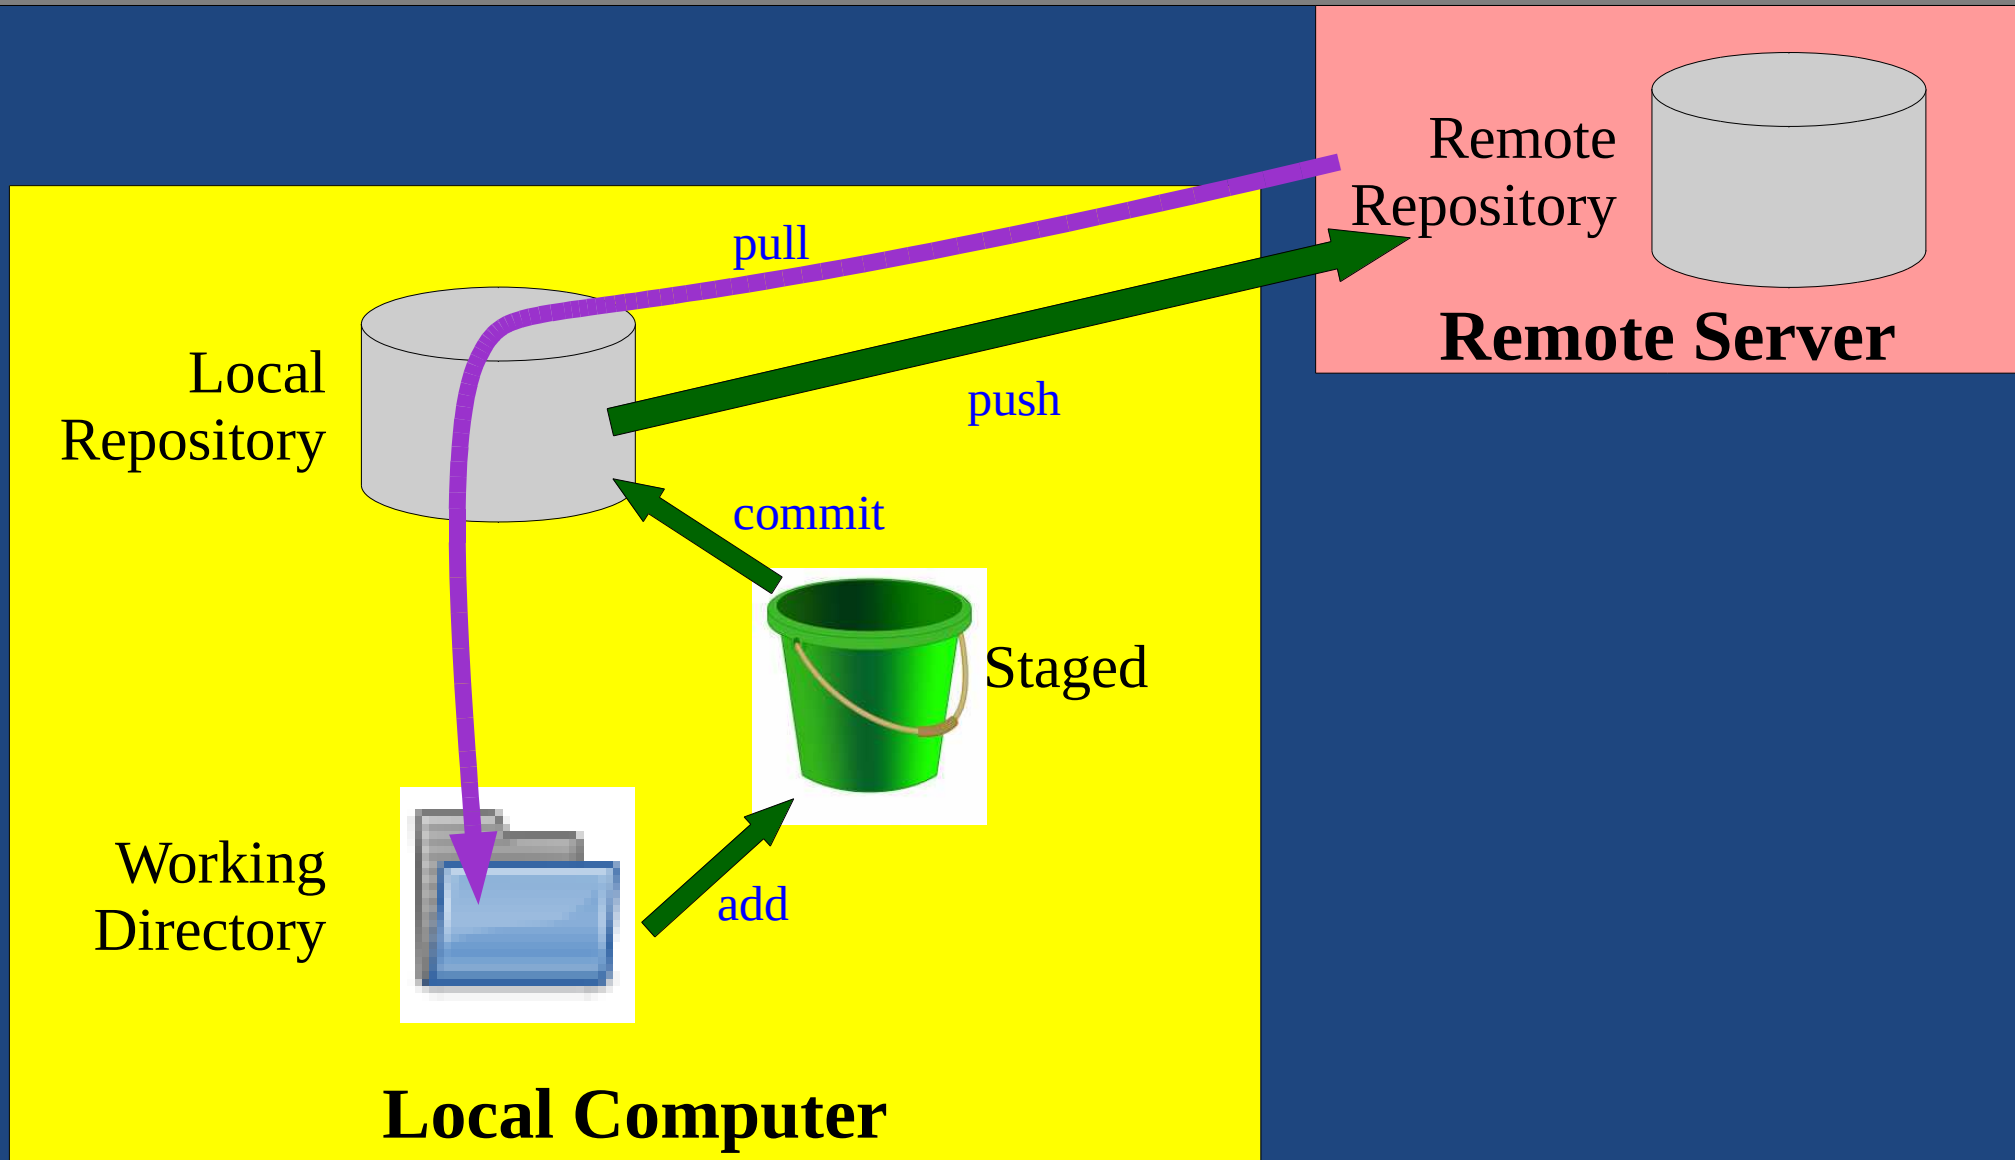 Remote
Repository
Remote Server
pull
push
Local
Repository
commit
Staged
Working
Directory
add
Local Computer